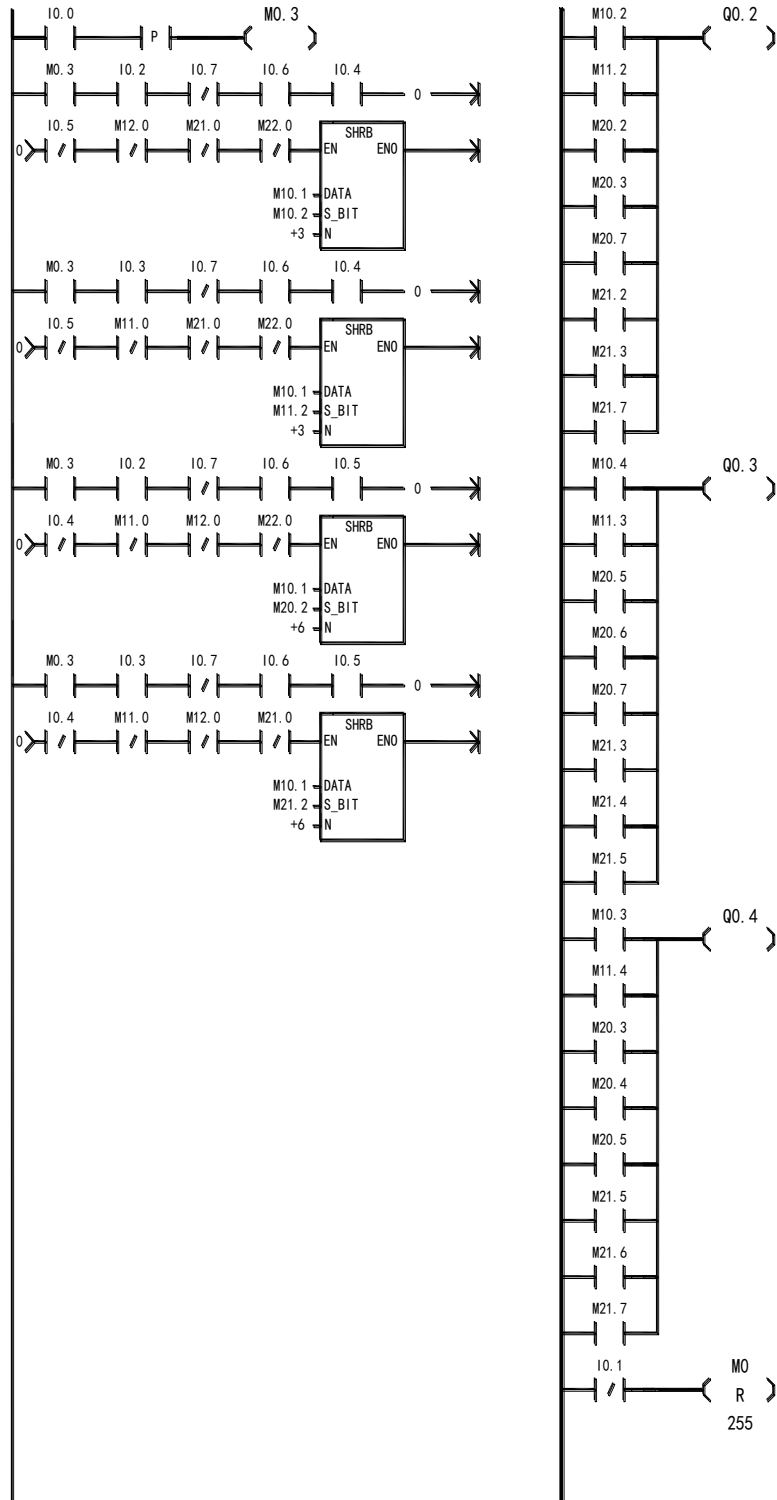 I0.0 M0.3
P
M0.3 I0.2 I0.7 I0.6 I0.4
0
I0.5 M12.0 M21.0 M22.0 SHRB
0 EN ENO
M10.1 DATA
M10.2 S_BIT
+3 N
M0.3 I0.3 I0.7 I0.6 I0.4
0
I0.5 M11.0 M21.0 M22.0 SHRB
0 EN ENO
M10.1 DATA
M11.2 S_BIT
+3 N
M0.3 I0.2 I0.7 I0.6 I0.5
0
I0.4 M11.0 M12.0 M22.0 SHRB
0 EN ENO
M10.1 DATA
M20.2 S_BIT
+6 N
M0.3 I0.3 I0.7 I0.6 I0.5
0
I0.4 M11.0 M12.0 M21.0 SHRB
0 EN ENO
M10.1 DATA
M21.2 S_BIT
+6 N
M10.2 Q0.2
M11.2
M20.2
M20.3
M20.7
M21.2
M21.3
M21.7
M10.4 Q0.3
M11.3
M20.5
M20.6
M20.7
M21.3
M21.4
M21.5
M10.3 Q0.4
M11.4
M20.3
M20.4
M20.5
M21.5
M21.6
M21.7
I0.1 M0
R
255